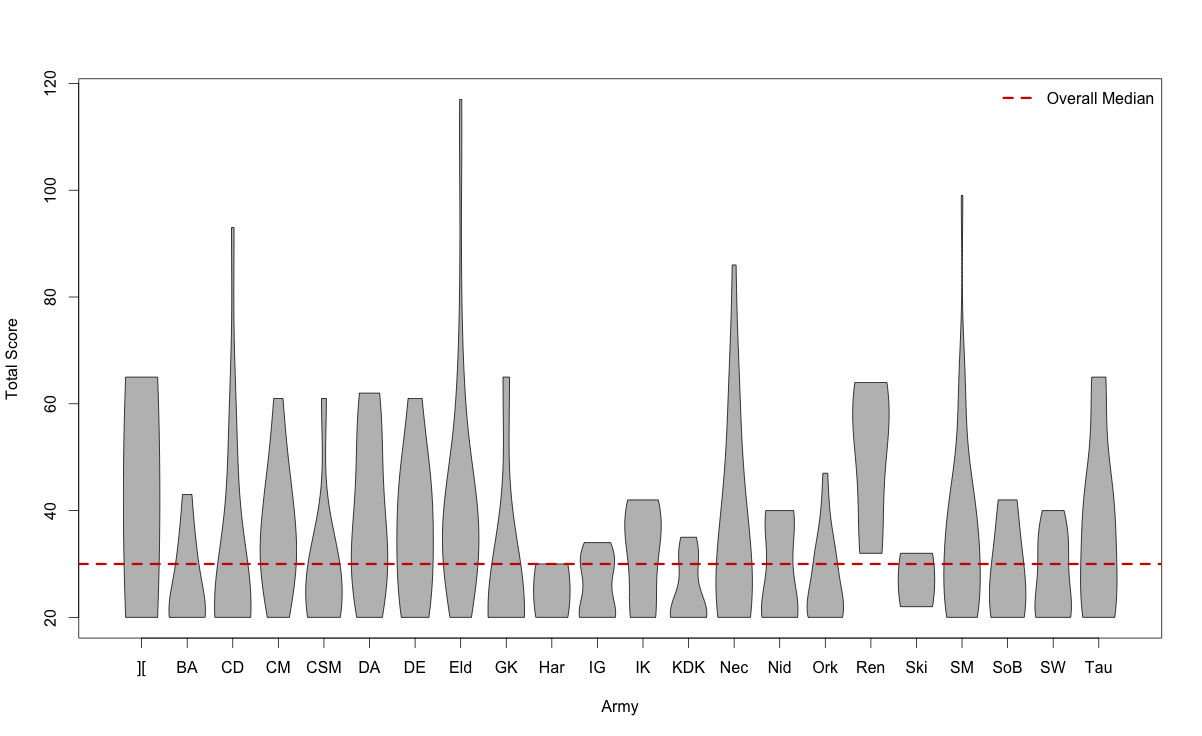 Overall Median
120
100
80
60
40
20
Total Score
][ BA CD CM CSM DA DE Eld GK Har IG IK KDK Nec Nid Ork Ren Ski SM SoB SW Tau
Army